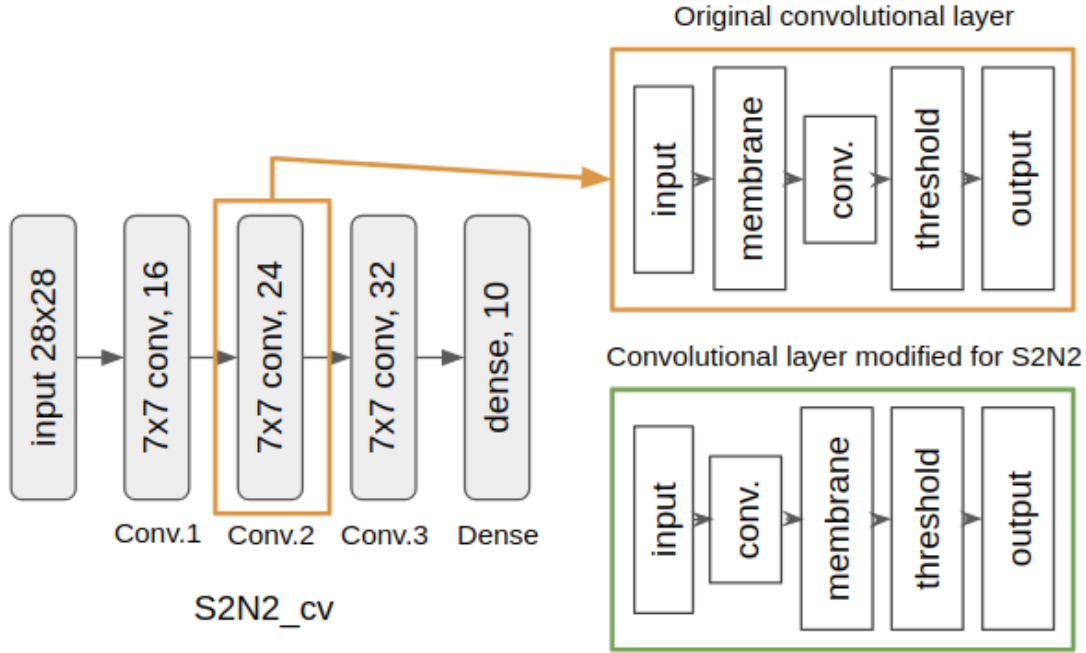 Original convolutional layer
input
membrane
conv.
threshold
output
input 28x28
7x7 conv, 16
7x7 conv, 24
7x7 conv, 32
dense, 10
Conv.1
Conv.2
Conv.3
Dense
S2N2_cv
Convolutional layer modified for S2N2
input
conv.
membrane
threshold
output